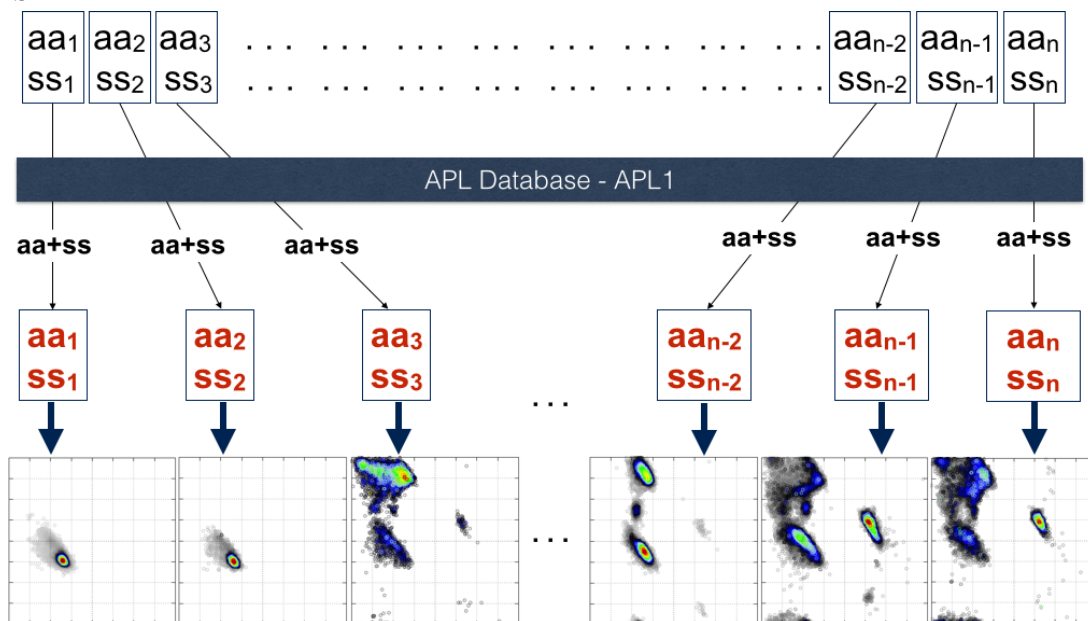 aa1 aa2 aa3 . . . . . . . . . . . . . . . . . . . . . . . . aan-2 aan-1 aan
ss1 ss2 ss3 . . . . . . . . . . . . . . . . . . . . . . . . ssn-2 ssn-1 ssn
APL Database - APL1
aa+ss aa+ss aa+ss aa+ss aa+ss aa+ss
aa1 aa2 aa3 aan-2 aan-1 aan
ss1 ss2 ss3 ssn-2 ssn-1 ssn
. . .
. . .